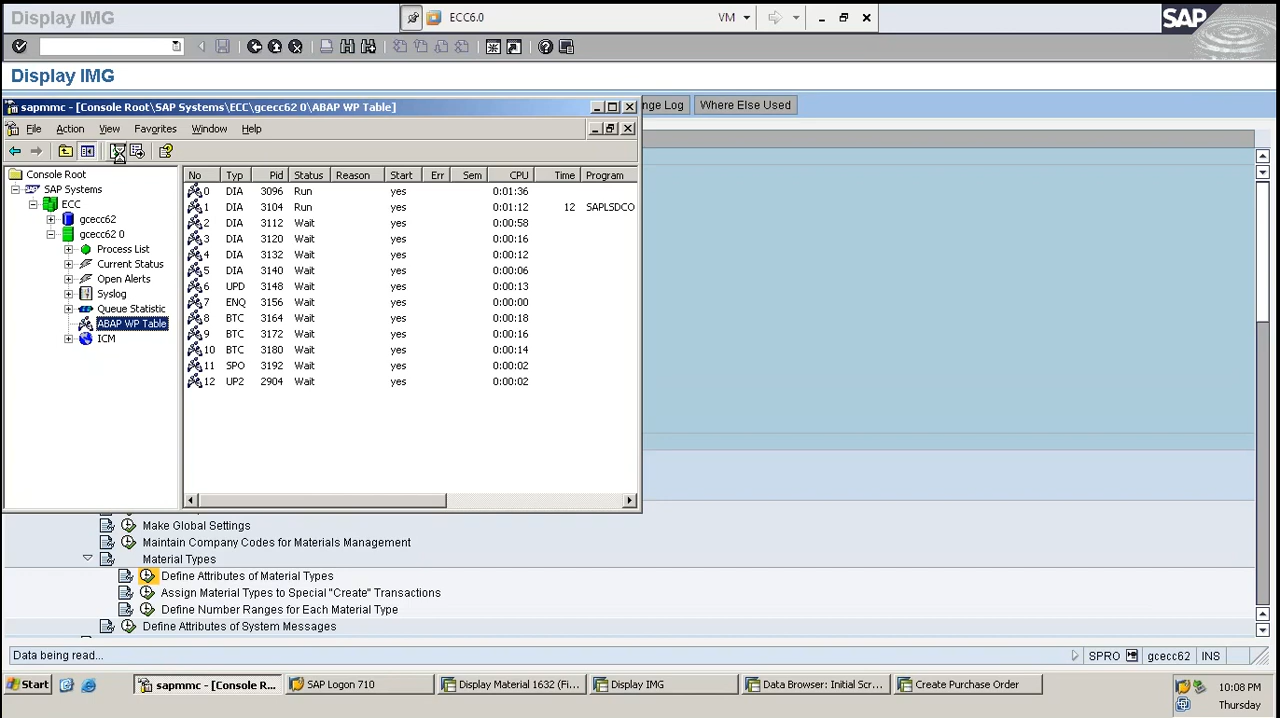 Display IMG
ECC6.0
VM
SAP
Display IMG
sapmmc - [Console Root\SAP Systems\ECC\gcecc62 0\ABAP WP Table]
nge Log
Where Else Used
File Action View Favorites Window Help
Console Root
SAP Systems
ECC
gcecc62
gcecc62 0
Process List
Current Status
Open Alerts
Syslog
Queue Statistic
ABAP WP Table
ICM
No Typ Pid Status Reason Start Err Sem CPU Time Program
0 DIA 3096 Run yes 0:01:36
1 DIA 3104 Run yes 0:01:12 12 SAPLSDCO
2 DIA 3112 Wait yes 0:00:58
3 DIA 3120 Wait yes 0:00:16
4 DIA 3132 Wait yes 0:00:12
5 DIA 3140 Wait yes 0:00:06
6 UPD 3148 Wait yes 0:00:13
7 ENQ 3156 Wait yes 0:00:00
8 BTC 3164 Wait yes 0:00:18
9 BTC 3172 Wait yes 0:00:16
10 BTC 3180 Wait yes 0:00:14
11 SPO 3192 Wait yes 0:00:02
12 UP2 2904 Wait yes 0:00:02
Make Global Settings
Maintain Company Codes for Materials Management
Material Types
Define Attributes of Material Types
Assign Material Types to Special "Create" Transactions
Define Number Ranges for Each Material Type
Define Attributes of System Messages
Data being read...
SPRO gcecc62 INS
Start
sapmmc - [Console R...
SAP Logon 710
Display Material 1632 (Fi...
Display IMG
Data Browser: Initial Scr...
Create Purchase Order
10:08 PM
Thursday